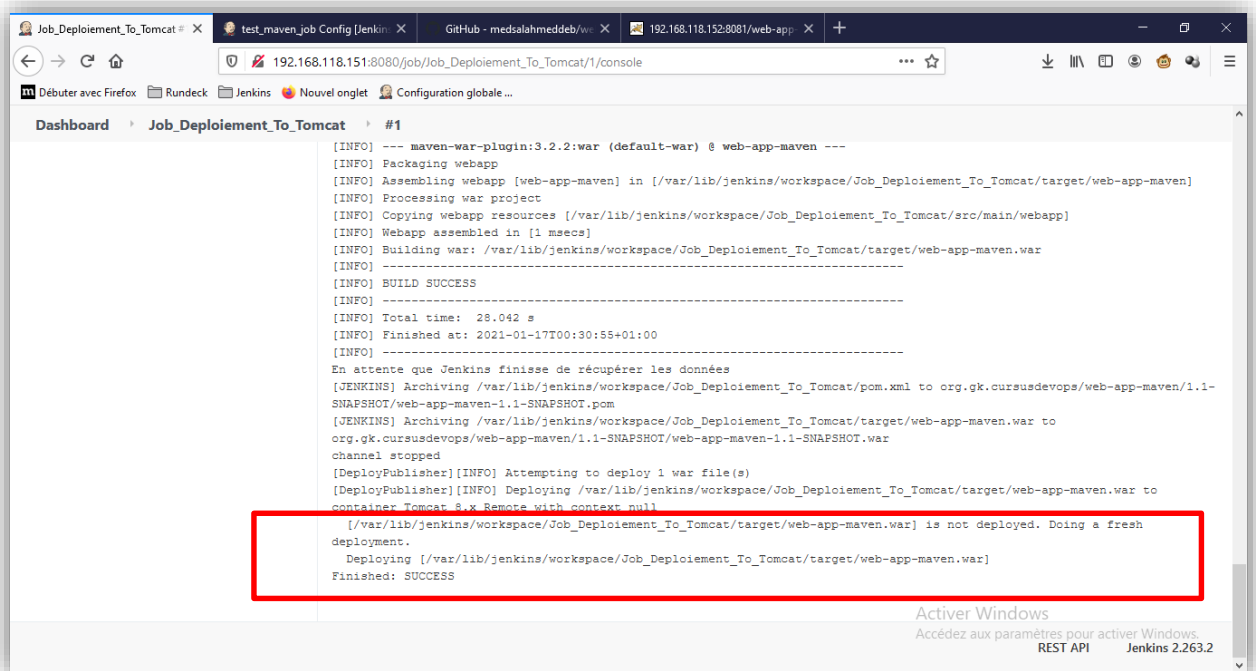 Job_Deploiement_To_Tomcat #
test_maven_job Config [Jenkin:
GitHub - medsalahmeddeb/we
192.168.118.152:8081/web-app-
192.168.118.151:8080/job/Job_Deploiement_To_Tomcat/1/console
Débuter avec Firefox
Rundeck
Jenkins
Nouvel onglet
Configuration globale ...
Dashboard
Job_Deploiement_To_Tomcat
#1
[INFO] --- maven-war-plugin:3.2.2:war (default-war) @ web-app-maven ---
[INFO] Packaging webapp
[INFO] Assembling webapp [web-app-maven] in [/var/lib/jenkins/workspace/Job_Deploiement_To_Tomcat/target/web-app-maven]
[INFO] Processing war project
[INFO] Copying webapp resources [/var/lib/jenkins/workspace/Job_Deploiement_To_Tomcat/src/main/webapp]
[INFO] Webapp assembled in [1 msecs]
[INFO] Building war: /var/lib/jenkins/workspace/Job_Deploiement_To_Tomcat/target/web-app-maven.war
[INFO] ------------------------------------------------------------------------
[INFO] BUILD SUCCESS
[INFO] ------------------------------------------------------------------------
[INFO] Total time:  28.042 s
[INFO] Finished at: 2021-01-17T00:30:55+01:00
[INFO] ------------------------------------------------------------------------
En attente que Jenkins finisse de récupérer les données
[JENKINS] Archiving /var/lib/jenkins/workspace/Job_Deploiement_To_Tomcat/pom.xml to org.gk.cursusdevops/web-app-maven/1.1-
SNAPSHOT/web-app-maven-1.1-SNAPSHOT.pom
[JENKINS] Archiving /var/lib/jenkins/workspace/Job_Deploiement_To_Tomcat/target/web-app-maven.war to
org.gk.cursusdevops/web-app-maven/1.1-SNAPSHOT/web-app-maven-1.1-SNAPSHOT.war
channel stopped
[DeployPublisher][INFO] Attempting to deploy 1 war file(s)
[DeployPublisher][INFO] Deploying /var/lib/jenkins/workspace/Job_Deploiement_To_Tomcat/target/web-app-maven.war to
container Tomcat 8.x Remote with context null
[/var/lib/jenkins/workspace/Job_Deploiement_To_Tomcat/target/web-app-maven.war] is not deployed. Doing a fresh
deployment.
Deploying [/var/lib/jenkins/workspace/Job_Deploiement_To_Tomcat/target/web-app-maven.war]
Finished: SUCCESS
Activer Windows
Accédez aux paramètres pour activer Windows.
REST API
Jenkins 2.263.2